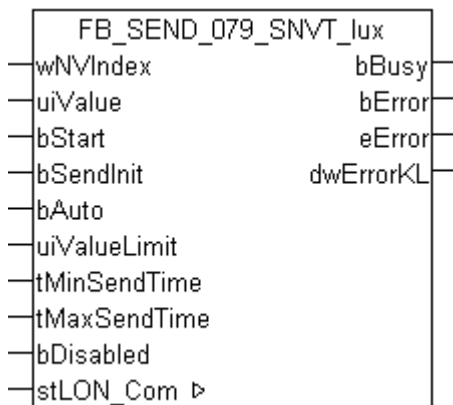 FB_SEND_079_SNVT_lux
wNVIndex bBusy
uiValue bError
bStart eError
bSendInit dwErrorKL
bAuto
uiValueLimit
tMinSendTime
tMaxSendTime
bDisabled
stLON_Com ▷